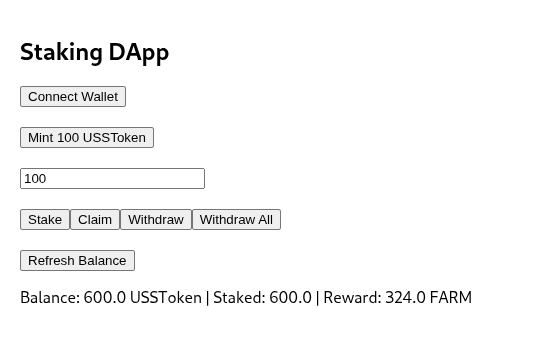 Staking DApp
Connect Wallet
Mint 100 USSToken
100
Stake Claim Withdraw Withdraw All
Refresh Balance
Balance: 600.0 USSToken | Staked: 600.0 | Reward: 324.0 FARM